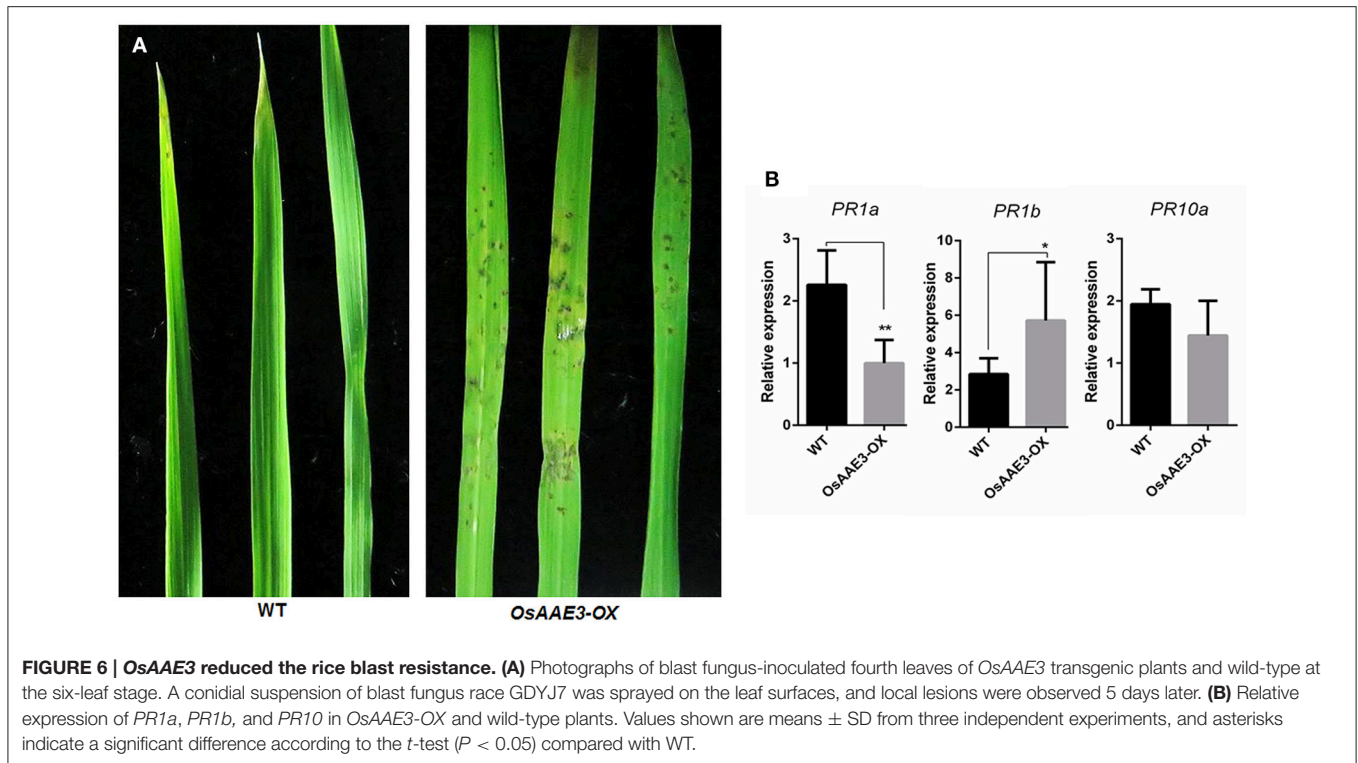 A
WT
OsAAE3-OX
B
PR1a
PR1b
PR10a
Relative expression
3
2
1
0
**
WT
OsAAE3-OX
Relative expression
10
8
6
4
2
0
*
WT
OsAAE3-OX
Relative expression
3
2
1
0
WT
OsAAE3-OX
FIGURE 6 | OsAAE3 reduced the rice blast resistance. (A) Photographs of blast fungus-inoculated fourth leaves of OsAAE3 transgenic plants and wild-type at
the six-leaf stage. A conidial suspension of blast fungus race GDYJ7 was sprayed on the leaf surfaces, and local lesions were observed 5 days later. (B) Relative
expression of PR1a, PR1b, and PR10 in OsAAE3-OX and wild-type plants. Values shown are means ± SD from three independent experiments, and asterisks
indicate a significant difference according to the t-test (P < 0.05) compared with WT.